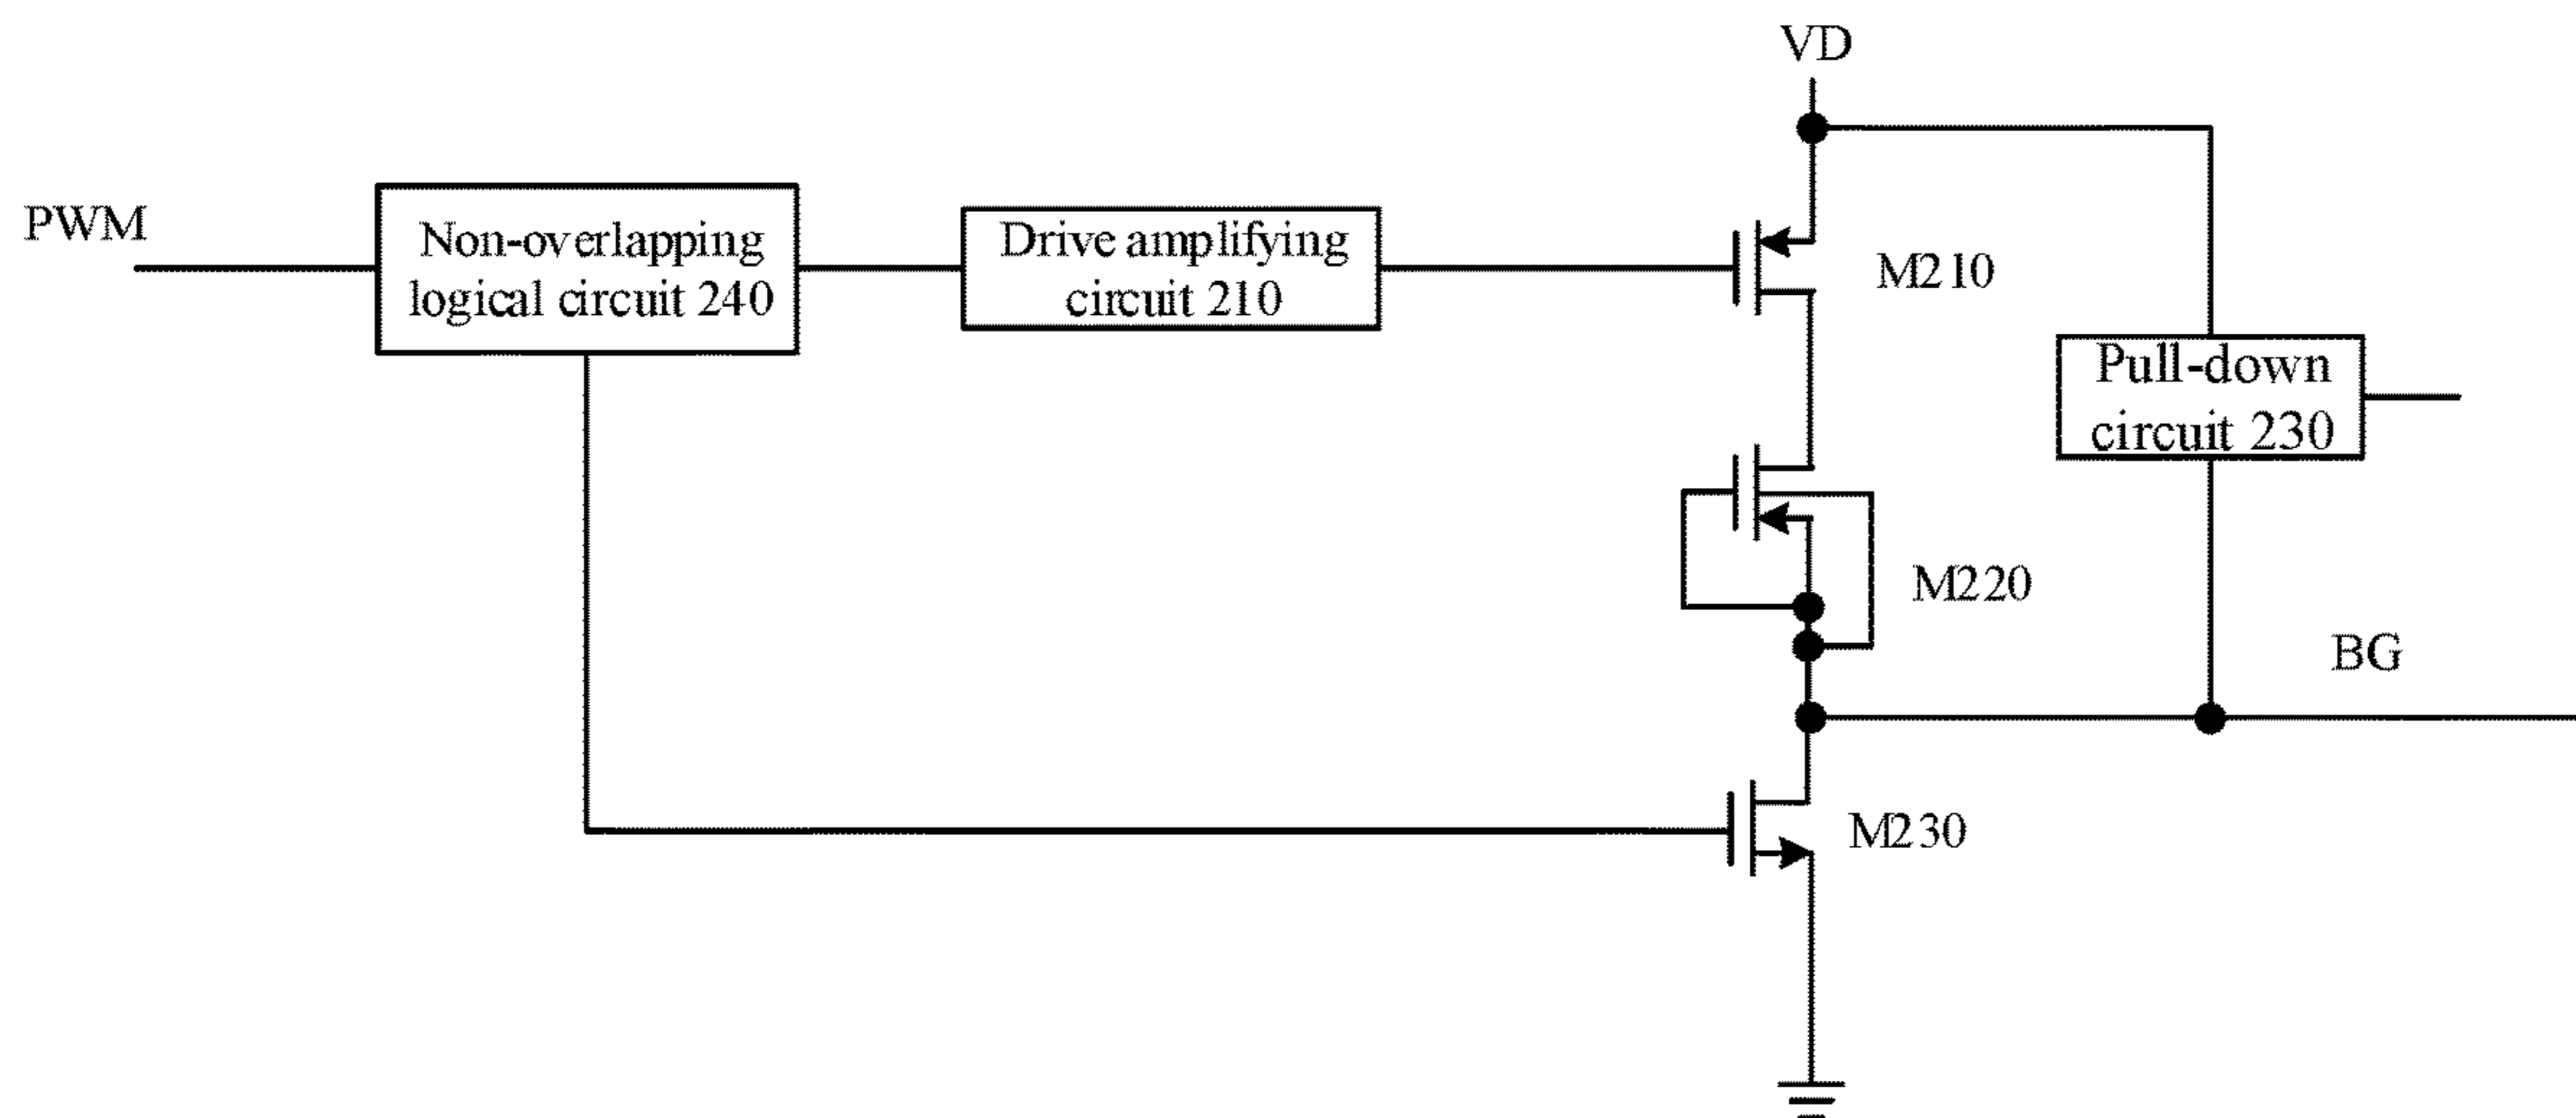 VD
PWM
Non-overlapping
logical circuit 240
Drive amplifying
circuit 210
M210
Pull-down
circuit 230
M220
BG
M230